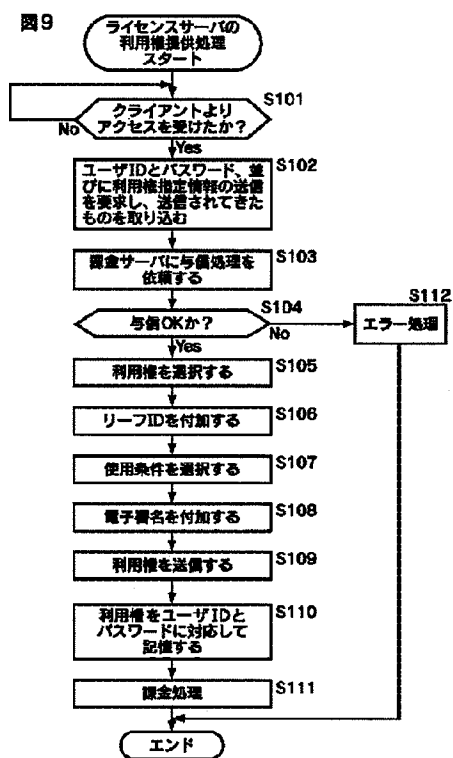 図9
ライセンスサーバの
利用権提供処理
スタート
S101
クライアントより
アクセスを受けたか?
No
Yes
S102
ユーザIDとパスワード、並
びに利用権指定情報の送信
を要求し、送信されてきた
ものを取り込む
S103
課金サーバに与信処理を
依頼する
S104
与信OKか?
No
Yes
S112
エラー処理
S105
利用権を選択する
S106
リーフIDを付加する
S107
使用条件を選択する
S108
電子署名を付加する
S109
利用権を送信する
S110
利用権をユーザIDと
パスワードに対応して
記憶する
S111
課金処理
エンド